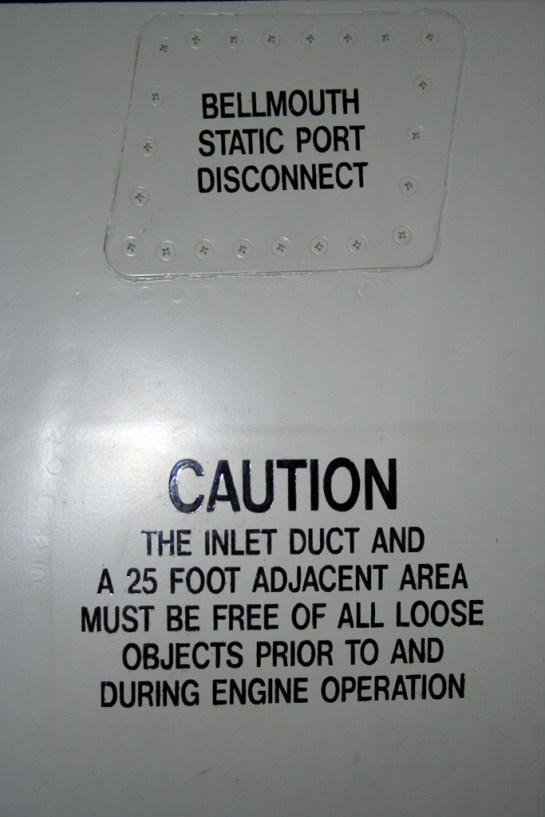 BELLMOUTH
STATIC PORT
DISCONNECT
CAUTION
THE INLET DUCT AND
A 25 FOOT ADJACENT AREA
MUST BE FREE OF ALL LOOSE
OBJECTS PRIOR TO AND
DURING ENGINE OPERATION